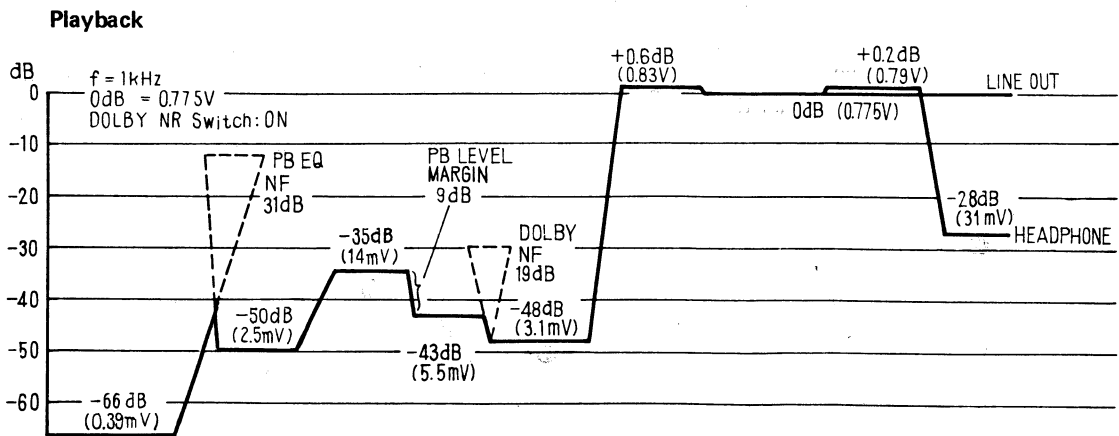 Playback
dB
f = 1kHz
0dB = 0.775V
DOLBY NR Switch: ON
0
-10
-20
-30
-40
-50
-60
PB EQ
NF
31dB
PB LEVEL
MARGIN
9dB
+0.6dB
(0.83V)
+0.2dB
(0.79V)
LINE OUT
0dB (0.775V)
-28dB
(31mV)
HEADPHONE
-35dB
(14mV)
DOLBY
NF
19dB
-50dB
(2.5mV)
-48dB
(3.1mV)
-43dB
(5.5mV)
-66dB
(0.39mV)